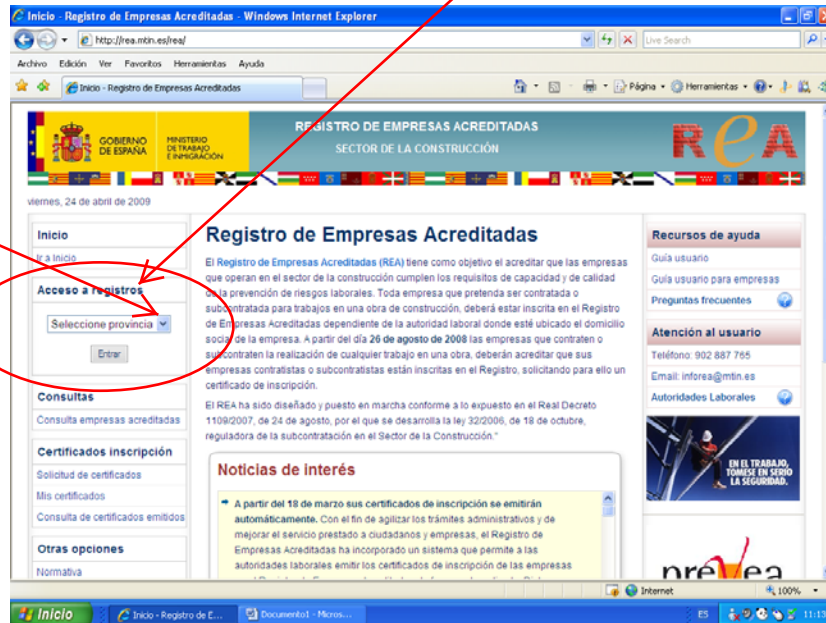 Inicio - Registro de Empresas Acreditadas - Windows Internet Explorer
http://rea.mtin.es/rea/
Live Search
Archivo Edición Ver Favoritos Herramientas Ayuda
Inicio - Registro de Empresas Acreditadas
Página Herramientas
GOBIERNO DE ESPAÑA
MINISTERIO DE TRABAJO E INMIGRACIÓN
REGISTRO DE EMPRESAS ACREDITADAS
SECTOR DE LA CONSTRUCCIÓN
ReA
viernes, 24 de abril de 2009
Inicio
Ir a Inicio
Acceso a registros
Seleccione provincia
Entrar
Consultas
Consulta empresas acreditadas
Certificados inscripción
Solicitud de certificados
Mis certificados
Consulta de certificados emitidos
Otras opciones
Normativa
Registro de Empresas Acreditadas
El Registro de Empresas Acreditadas (REA) tiene como objetivo el acreditar que las empresas
que operan en el sector de la construcción cumplen los requisitos de capacidad y de calidad
de la prevención de riesgos laborales. Toda empresa que pretenda ser contratada o
subcontratada para trabajos en una obra de construcción, deberá estar inscrita en el Registro
de Empresas Acreditadas dependiente de la autoridad laboral donde esté ubicado el domicilio
social de la empresa. A partir del día 26 de agosto de 2008 las empresas que contraten o
subcontraten la realización de cualquier trabajo en una obra, deberán acreditar que sus
empresas contratistas o subcontratistas están inscritas en el Registro, solicitando para ello un
certificado de inscripción.
El REA ha sido diseñado y puesto en marcha conforme a lo expuesto en el Real Decreto
1109/2007, de 24 de agosto, por el que se desarrolla la ley 32/2006, de 18 de octubre,
reguladora de la subcontratación en el Sector de la Construcción."
Noticias de interés
A partir del 18 de marzo sus certificados de inscripción se emitirán
automáticamente. Con el fin de agilizar los trámites administrativos y de
mejorar el servicio prestado a ciudadanos y empresas, el Registro de
Empresas Acreditadas ha incorporado un sistema que permite a las
autoridades laborales emitir los certificados de inscripción de las empresas
Recursos de ayuda
Guía usuario
Guía usuario para empresas
Preguntas frecuentes
Atención al usuario
Teléfono: 902 887 765
Email: inforea@mtin.es
Autoridades Laborales
EN EL TRABAJO,
TÓMESE EN SERIO
LA SEGURIDAD.
prevea
Internet
100%
Inicio
Inicio - Registro de E...
Documento1 - Micros...
ES
11:13